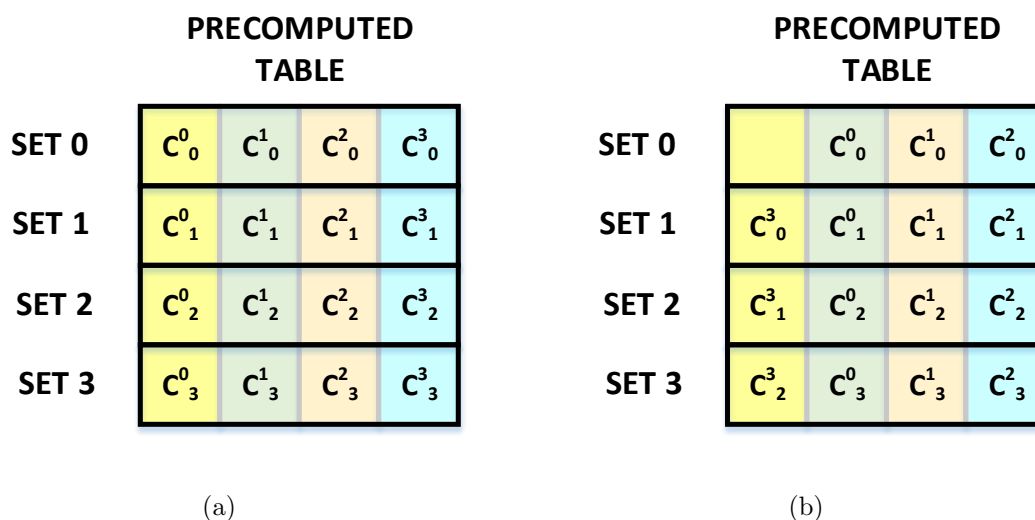 PRECOMPUTED TABLE
SET 0 C⁰₀ C¹₀ C²₀ C³₀
SET 1 C⁰₁ C¹₁ C²₁ C³₁
SET 2 C⁰₂ C¹₂ C²₂ C³₂
SET 3 C⁰₃ C¹₃ C²₃ C³₃
(a)
PRECOMPUTED TABLE
SET 0 C⁰₀ C¹₀ C²₀
SET 1 C³₀ C⁰₁ C¹₁ C²₁
SET 2 C³₁ C⁰₂ C¹₂ C²₂
SET 3 C³₂ C⁰₃ C¹₃ C²₃
(b)